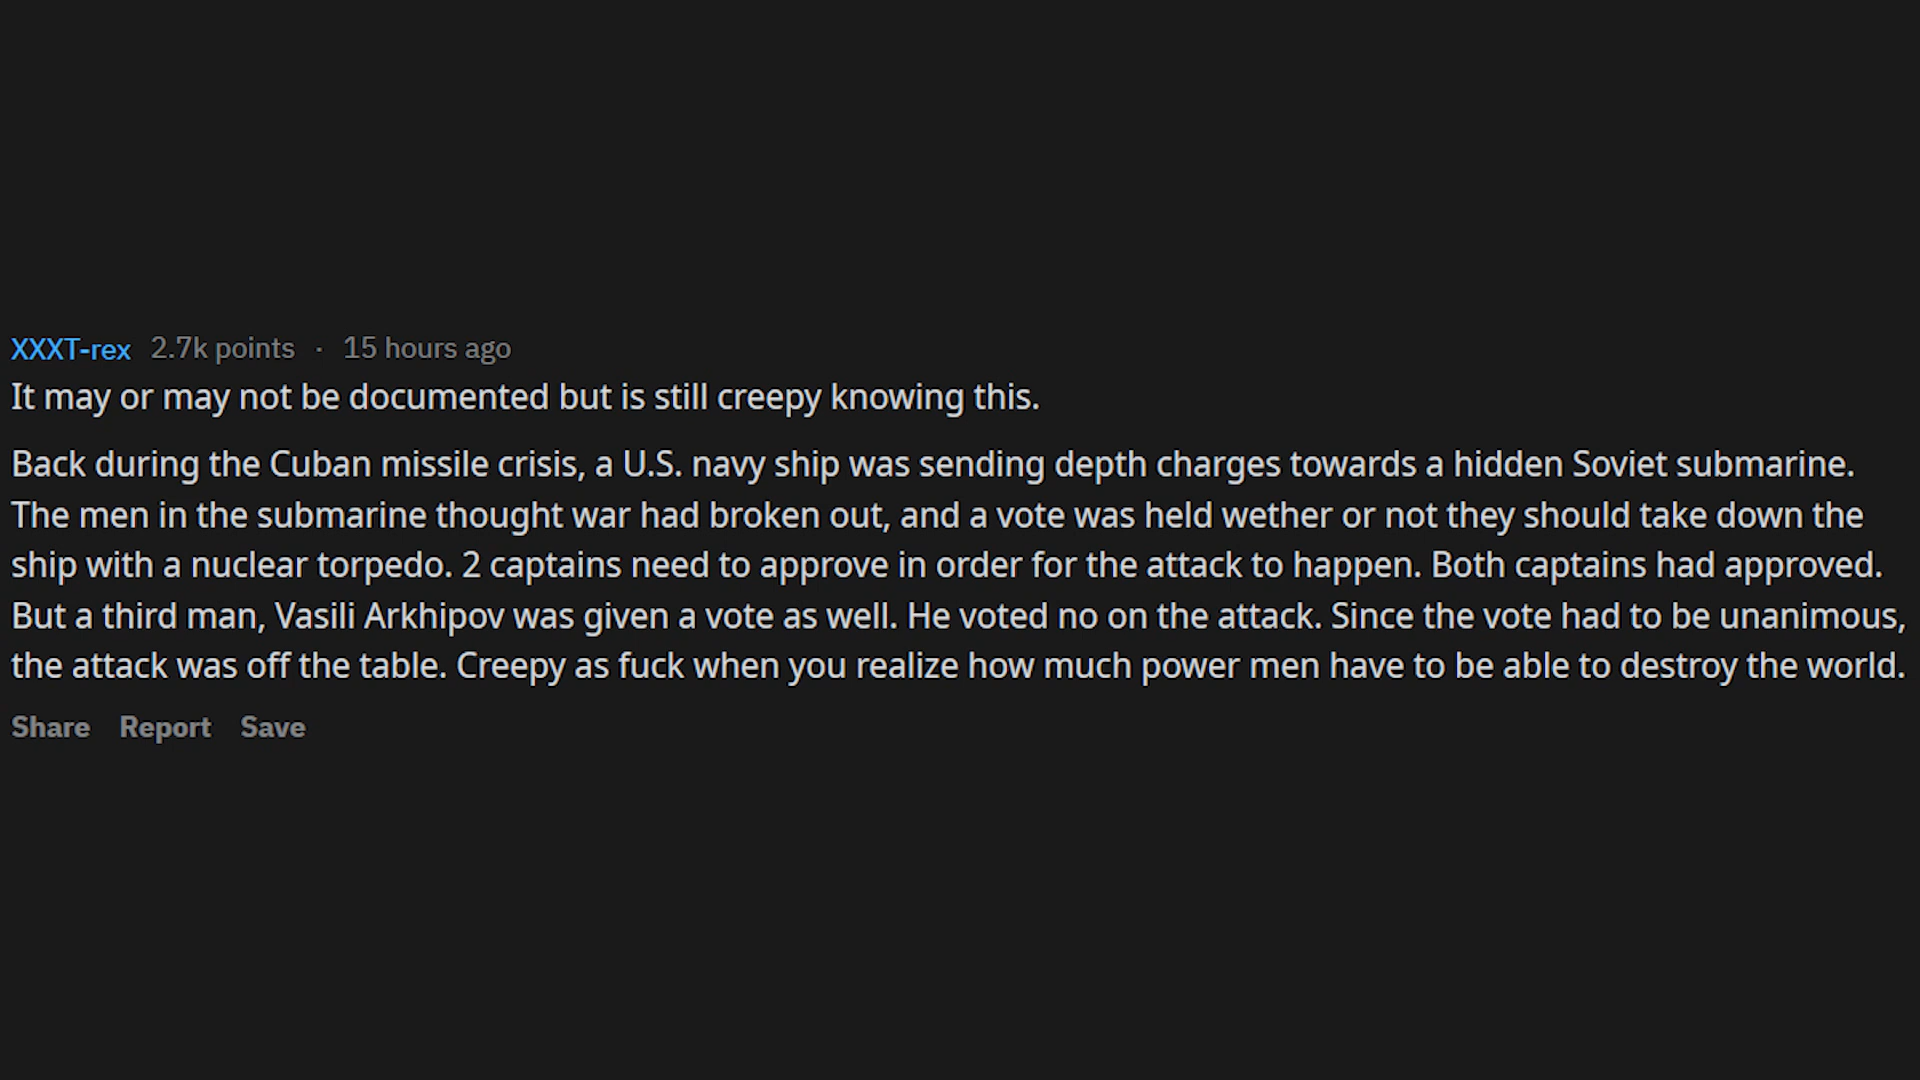 XXXT-rex 2.7k points · 15 hours ago
It may or may not be documented but is still creepy knowing this.
Back during the Cuban missile crisis, a U.S. navy ship was sending depth charges towards a hidden Soviet submarine.
The men in the submarine thought war had broken out, and a vote was held wether or not they should take down the
ship with a nuclear torpedo. 2 captains need to approve in order for the attack to happen. Both captains had approved.
But a third man, Vasili Arkhipov was given a vote as well. He voted no on the attack. Since the vote had to be unanimous,
the attack was off the table. Creepy as fuck when you realize how much power men have to be able to destroy the world.
Share Report Save